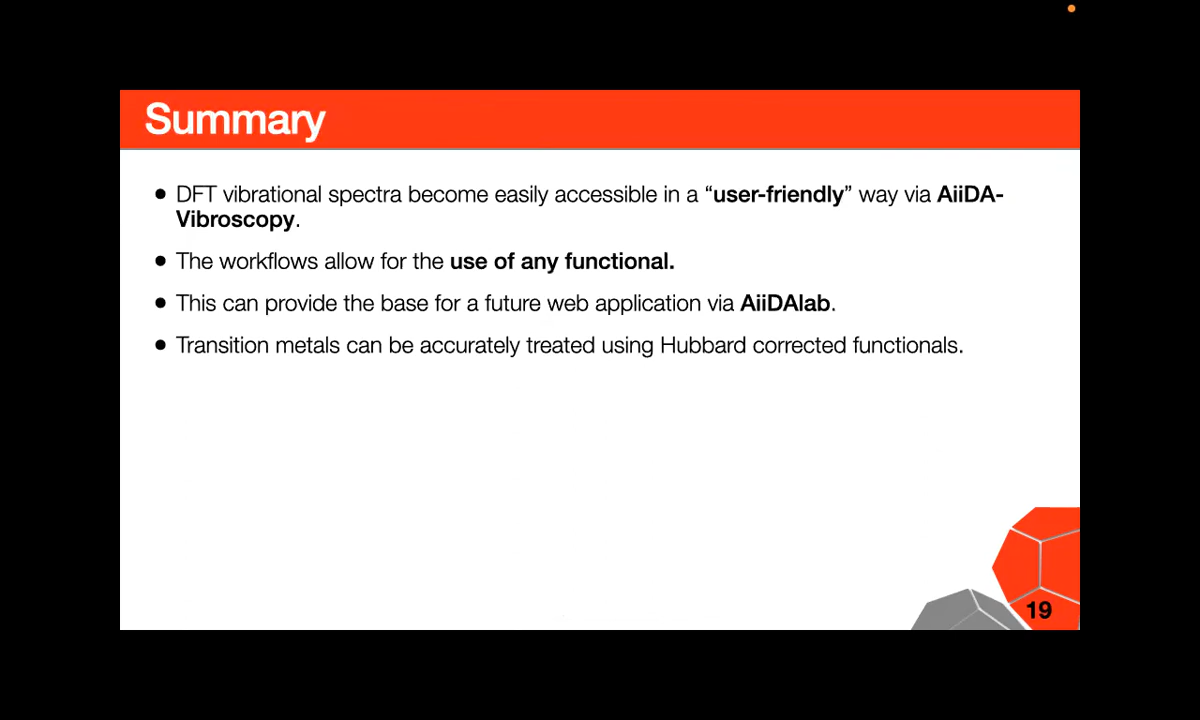 Summary
• DFT vibrational spectra become easily accessible in a “user-friendly” way via AiiDA-
Vibroscopy.
• The workflows allow for the use of any functional.
• This can provide the base for a future web application via AiiDAlab.
• Transition metals can be accurately treated using Hubbard corrected functionals.
19